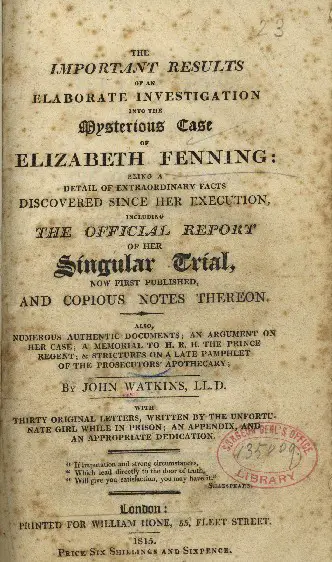 23
THE
IMPORTANT RESULTS
OF AN
ELABORATE INVESTIGATION
INTO THE
Mysterious Case
OF
ELIZABETH FENNING:
BEING A
DETAIL OF EXTRAORDINARY FACTS
DISCOVERED SINCE HER EXECUTION,
INCLUDING
THE OFFICIAL REPORT
OF HER
Singular Trial,
NOW FIRST PUBLISHED,
AND COPIOUS NOTES THEREON.
ALSO,
NUMEROUS AUTHENTIC DOCUMENTS; AN ARGUMENT ON
HER CASE; A MEMORIAL TO H. R. H. THE PRINCE
REGENT; & STRICTURES ON A LATE PAMPHLET
OF THE PROSECUTORS' APOTHECARY;
BY JOHN WATKINS, LL.D.
WITH
THIRTY ORIGINAL LETTERS, WRITTEN BY THE UNFORTU-
NATE GIRL WHILE IN PRISON; AN APPENDIX, AND
AN APPROPRIATE DEDICATION.
" If imputation and strong circumstances,
" Which lead directly to the door of truth,
" Will give you satisfaction, you may have it."
SHAKSPEARE.
OFFICE
LIBRARY
London:
PRINTED FOR WILLIAM HONE, 55, FLEET STREET.
1815.
PRICE SIX SHILLINGS AND SIXPENCE.